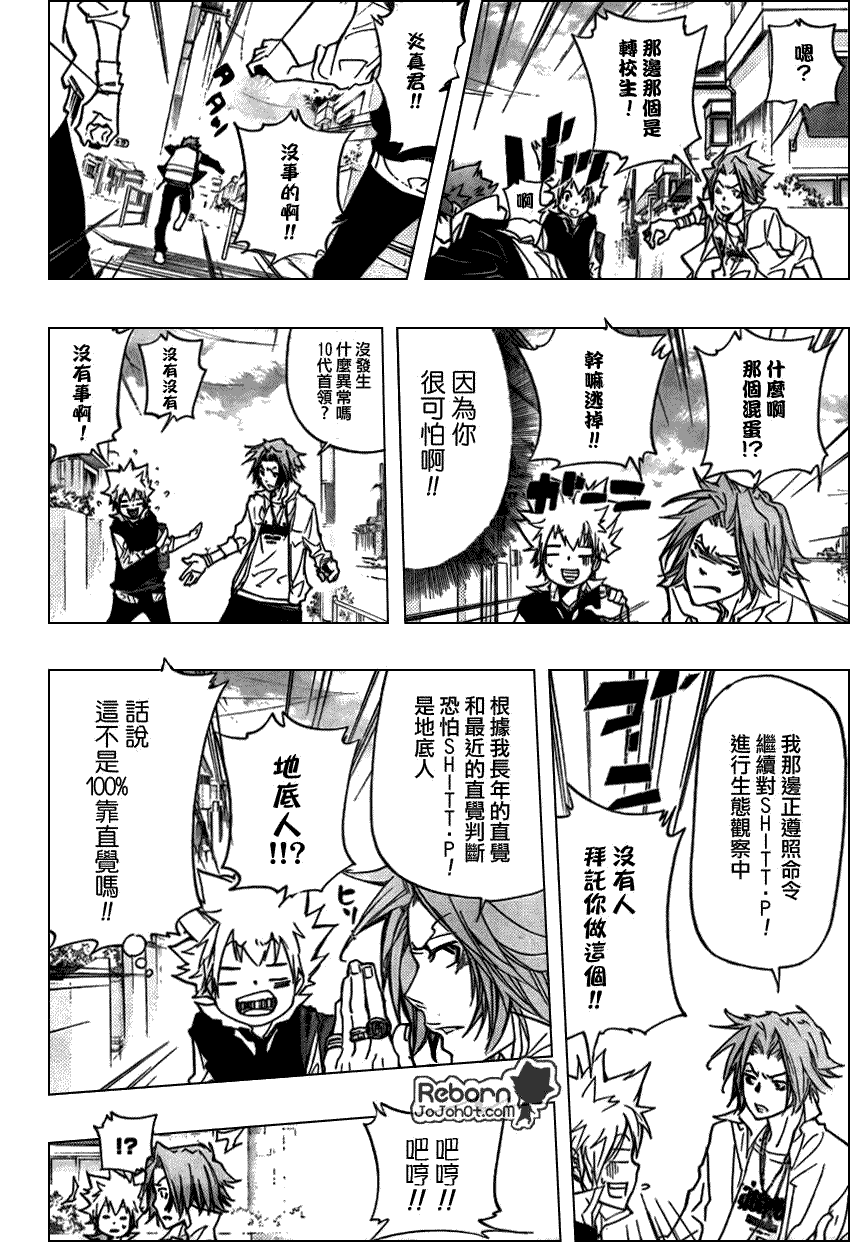 嗯?
那邊那個是
轉校生!
啊
炎真君!!
沒事的啊!!
什麼啊
那個混蛋!?
幹嘛逃掉!!
因為你
很可怕啊!!
沒發生
什麼異常嗎
10代首領?
沒有沒有
沒有事啊!
我那邊正遵照命令
繼續對SHITT.P!
進行生態觀察中
沒有人
拜託你做這個!!
根據我長年的直覺
和最近的直覺判斷
恐怕SHITT.P!
是地底人
ヒソ
地底人!!?
話說
這不是
100%
靠直覺嗎!!
吧哼!!
吧哼!!
!?
Reborn
JoJohot.com